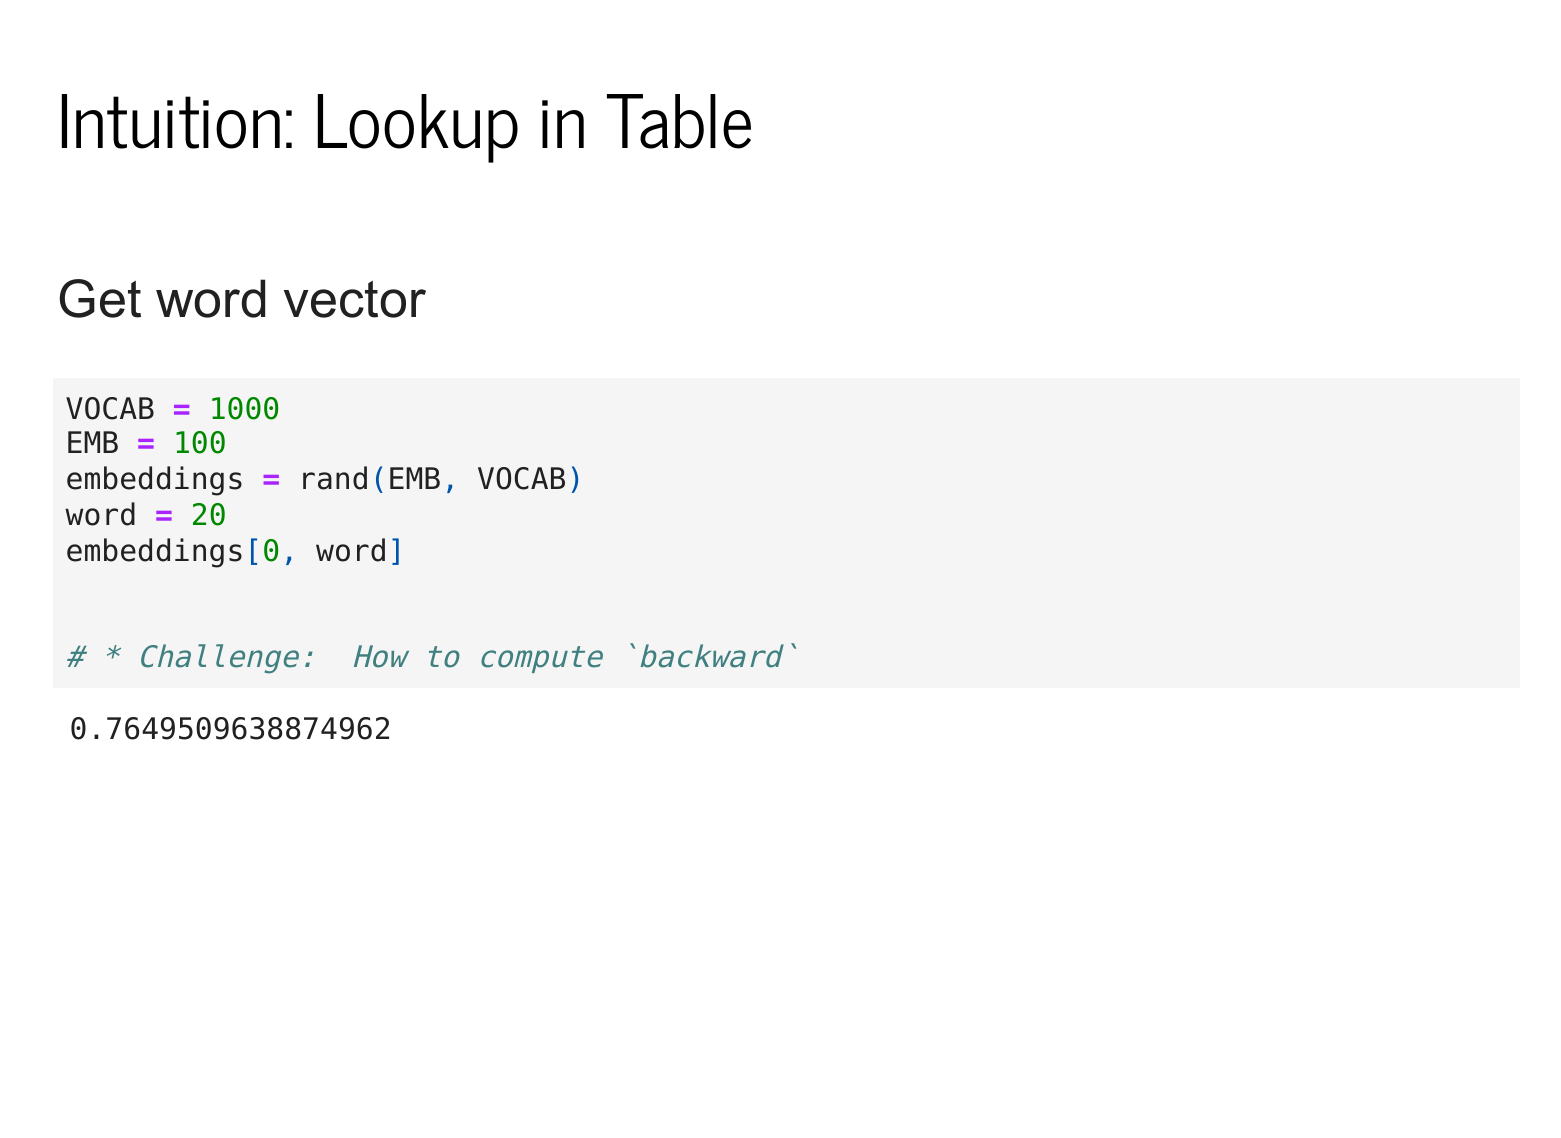 Intuition: Lookup in Table
Get word vector
VOCAB = 1000
EMB = 100
embeddings = rand(EMB, VOCAB)
word = 20
embeddings[0, word]
# * Challenge:  How to compute `backward`
0.7649509638874962